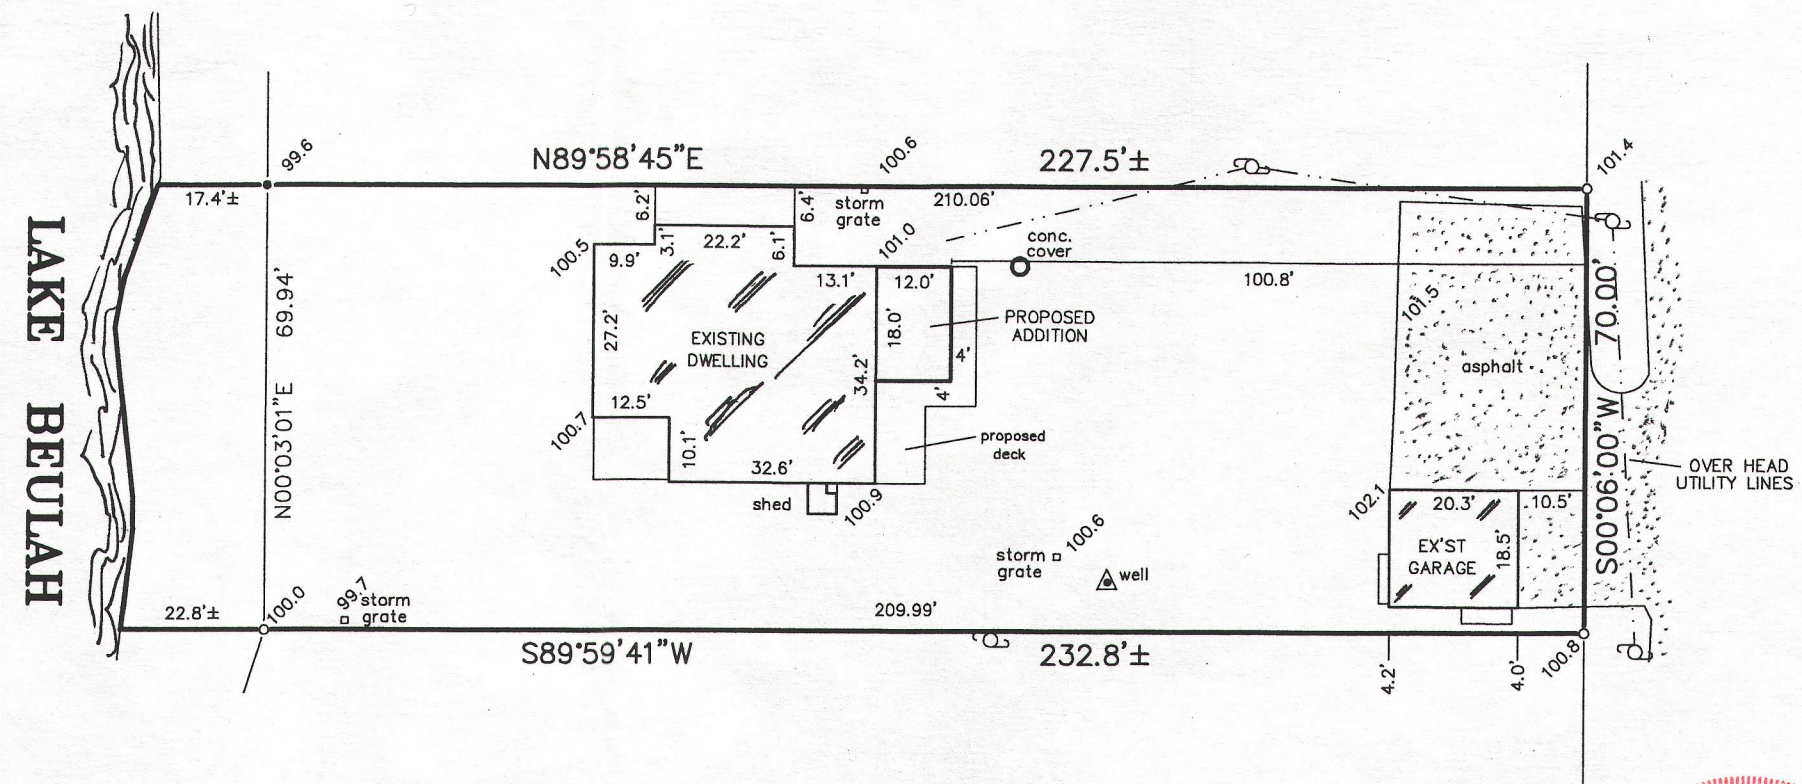 LAKE BEULAH
N89°58'45"E
227.5'±
99.6
100.6
101.4
17.4'±
6.2'
6.4'
storm
grate
210.06'
101.0
conc.
cover
100.5
9.9'
3.1'
22.2'
6.1'
13.1'
12.0'
100.8'
N00°03'01"E 69.94'
27.2'
EXISTING
DWELLING
18.0'
PROPOSED
ADDITION
4'
4'
34.2'
101.5
asphalt
S00°06'00"W 70.00'
12.5'
100.7
10.1'
32.6'
proposed
deck
shed
100.9
OVER HEAD
UTILITY LINES
102.1
20.3'
10.5'
EX'ST
GARAGE
18.5'
storm
grate
100.6
well
22.8'±
100.0
99.7
storm
grate
209.99'
S89°59'41"W
232.8'±
4.2'
4.0'
100.8